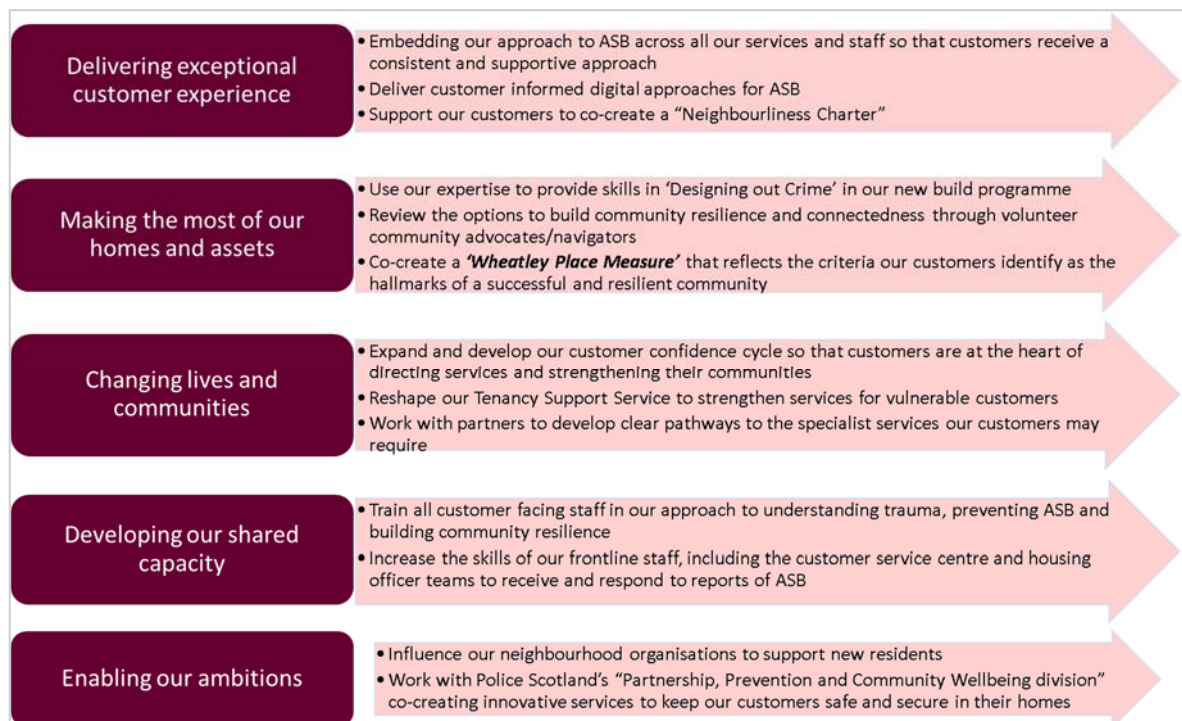 Delivering exceptional
customer experience
• Embedding our approach to ASB across all our services and staff so that customers receive a
consistent and supportive approach
• Deliver customer informed digital approaches for ASB
• Support our customers to co-create a “Neighbourliness Charter”
Making the most of our
homes and assets
• Use our expertise to provide skills in ‘Designing out Crime’ in our new build programme
• Review the options to build community resilience and connectedness through volunteer
community advocates/navigators
• Co-create a ‘Wheatley Place Measure’ that reflects the criteria our customers identify as the
hallmarks of a successful and resilient community
Changing lives and
communities
• Expand and develop our customer confidence cycle so that customers are at the heart of
directing services and strengthening their communities
• Reshape our Tenancy Support Service to strengthen services for vulnerable customers
• Work with partners to develop clear pathways to the specialist services our customers may
require
Developing our shared
capacity
• Train all customer facing staff in our approach to understanding trauma, preventing ASB and
building community resilience
• Increase the skills of our frontline staff, including the customer service centre and housing
officer teams to receive and respond to reports of ASB
Enabling our ambitions
• Influence our neighbourhood organisations to support new residents
• Work with Police Scotland’s “Partnership, Prevention and Community Wellbeing division”
co-creating innovative services to keep our customers safe and secure in their homes